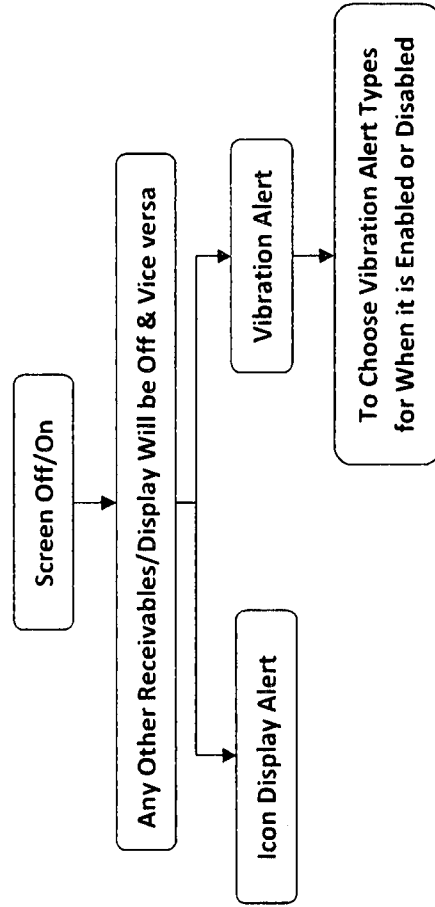 Screen Off/On
Any Other Receivables/Display Will be Off & Vice versa
Icon Display Alert
Vibration Alert
To Choose Vibration Alert Types
for When it is Enabled or Disabled